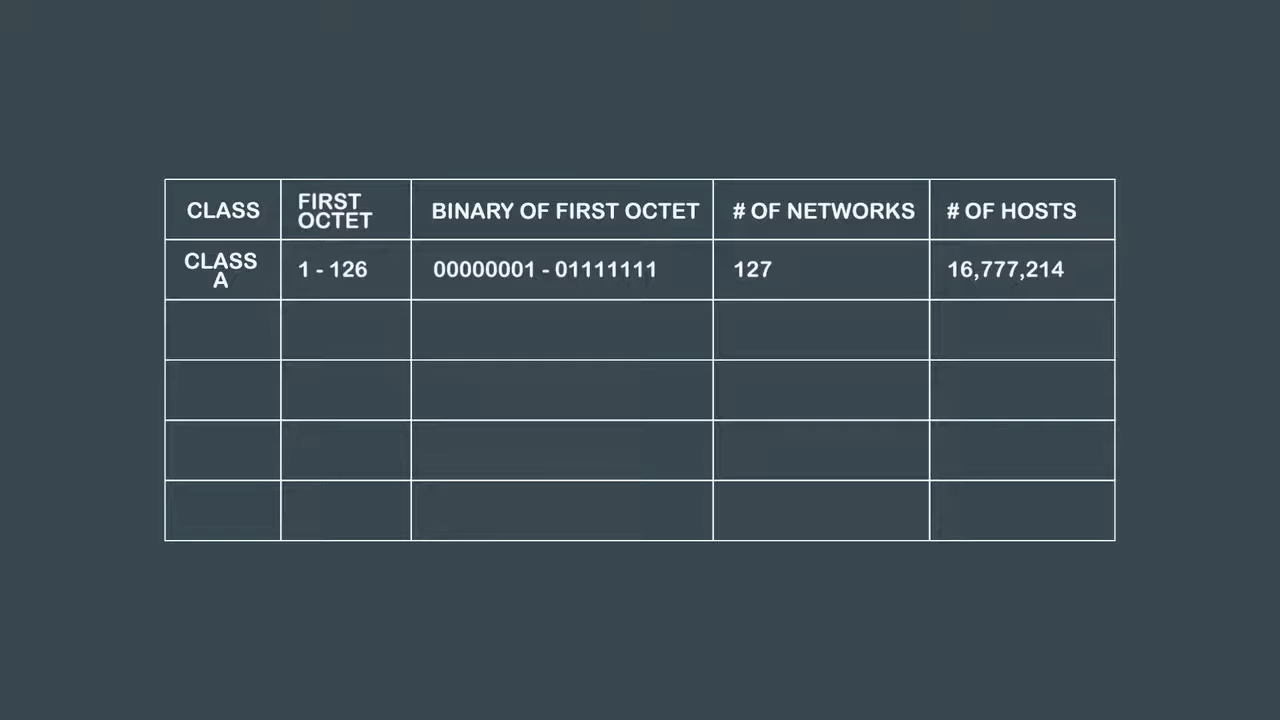 CLASS
FIRST
OCTET
BINARY OF FIRST OCTET
# OF NETWORKS
# OF HOSTS
CLASS
A
1 - 126
00000001 - 01111111
127
16,777,214